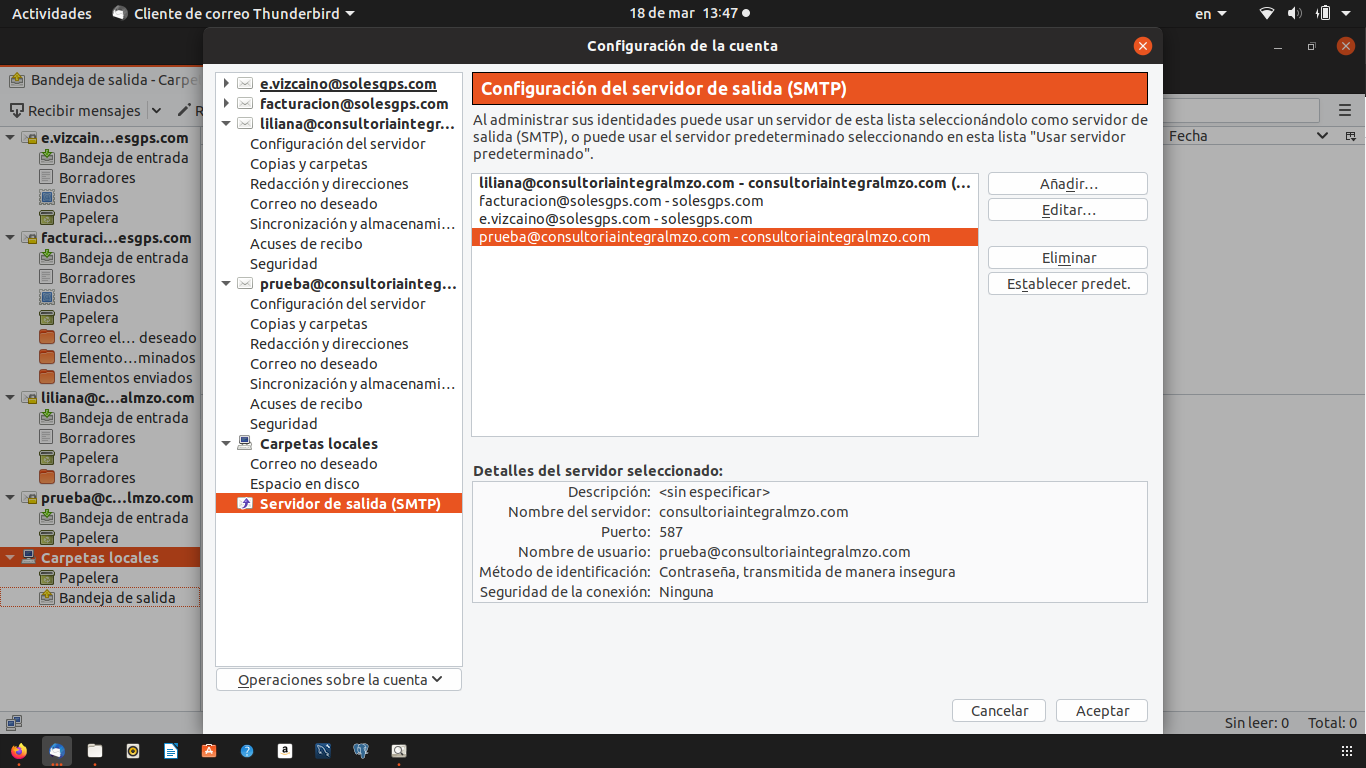 Actividades
Cliente de correo Thunderbird
18 de mar 13:47
en
Configuración de la cuenta
Bandeja de salida - Carpe
Recibir mensajes
R
e.vizcain…esgps.com
Bandeja de entrada
Borradores
Enviados
Papelera
facturaci…esgps.com
Bandeja de entrada
Borradores
Enviados
Papelera
Correo el… deseado
Elemento…minados
Elementos enviados
liliana@c…almzo.com
Bandeja de entrada
Borradores
Papelera
Borradores
prueba@c…lmzo.com
Bandeja de entrada
Papelera
Carpetas locales
Papelera
Bandeja de salida
e.vizcaino@solesgps.com
facturacion@solesgps.com
liliana@consultoriaintegr…
Configuración del servidor
Copias y carpetas
Redacción y direcciones
Correo no deseado
Sincronización y almacenami…
Acuses de recibo
Seguridad
prueba@consultoriainteg…
Configuración del servidor
Copias y carpetas
Redacción y direcciones
Correo no deseado
Sincronización y almacenami…
Acuses de recibo
Seguridad
Carpetas locales
Correo no deseado
Espacio en disco
Servidor de salida (SMTP)
Operaciones sobre la cuenta
Configuración del servidor de salida (SMTP)
Al administrar sus identidades puede usar un servidor de esta lista seleccionándolo como servidor de
salida (SMTP), o puede usar el servidor predeterminado seleccionando en esta lista "Usar servidor
predeterminado".
liliana@consultoriaintegralmzo.com - consultoriaintegralmzo.com (…
facturacion@solesgps.com - solesgps.com
e.vizcaino@solesgps.com - solesgps.com
prueba@consultoriaintegralmzo.com - consultoriaintegralmzo.com
Añadir…
Editar…
Eliminar
Establecer predet.
Detalles del servidor seleccionado:
Descripción: <sin especificar>
Nombre del servidor: consultoriaintegralmzo.com
Puerto: 587
Nombre de usuario: prueba@consultoriaintegralmzo.com
Método de identificación: Contraseña, transmitida de manera insegura
Seguridad de la conexión: Ninguna
Cancelar
Aceptar
Fecha
Sin leer: 0
Total: 0